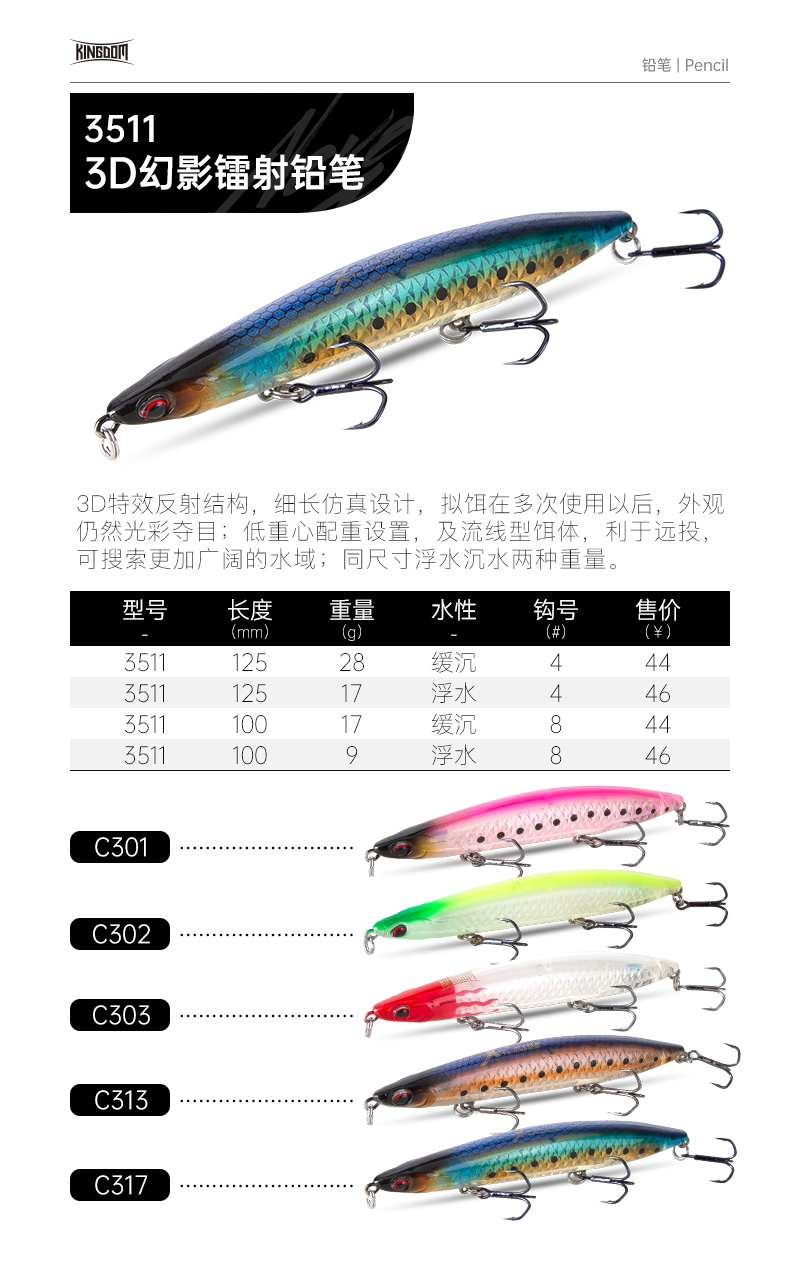 KINGDOM
铅笔 | Pencil
3511
3D幻影镭射铅笔
3D特效反射结构，细长仿真设计，拟饵在多次使用以后，外观
仍然光彩夺目；低重心配重设置，及流线型饵体，利于远投，
可搜索更加广阔的水域；同尺寸浮水沉水两种重量。
型号 长度 重量 水性 钩号 售价
- (mm) (g) - (#) (￥)
3511 125 28 缓沉 4 44
3511 125 17 浮水 4 46
3511 100 17 缓沉 8 44
3511 100 9 浮水 8 46
C301
C302
C303
C313
C317